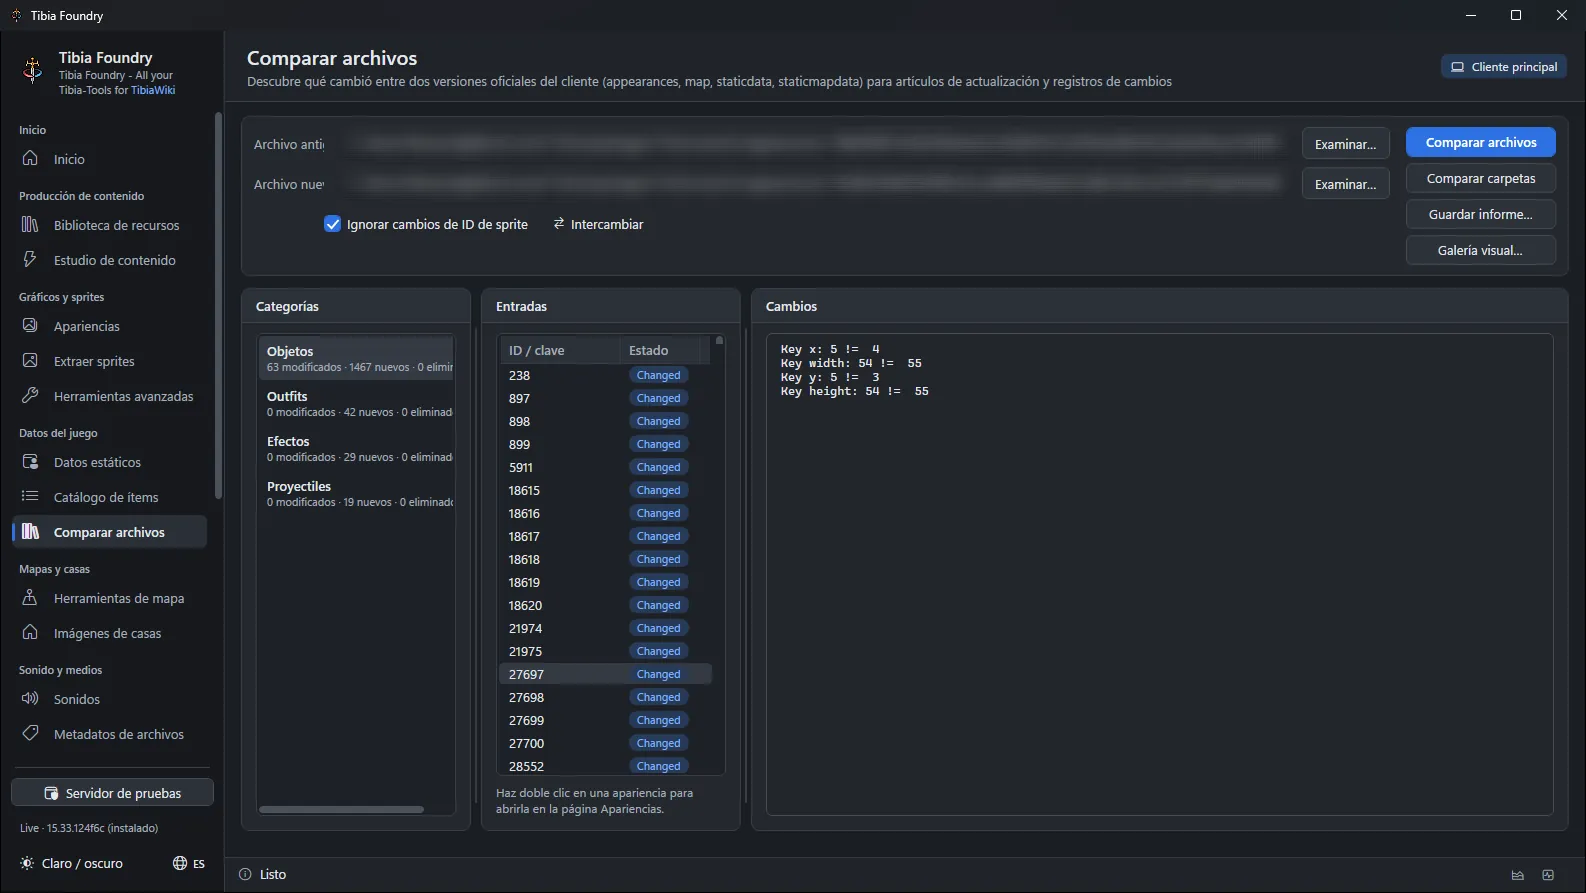 Tibia Foundry
Tibia Foundry
Tibia Foundry - All your
Tibia-Tools for TibiaWiki
Inicio
Inicio
Producción de contenido
Biblioteca de recursos
Estudio de contenido
Gráficos y sprites
Apariencias
Extraer sprites
Herramientas avanzadas
Datos del juego
Datos estáticos
Catálogo de items
Comparar archivos
Mapas y casas
Herramientas de mapa
Imágenes de casas
Sonido y medios
Sonidos
Metadatos de archivos
Servidor de pruebas
Live · 15.33.124f6c (instalado)
Claro / oscuro
ES
Comparar archivos
Descubre qué cambió entre dos versiones oficiales del cliente (appearances, map, staticdata, staticmapdata) para artículos de actualización y registros de cambios
Cliente principal
Archivo antig
Examinar...
Archivo nuev
Examinar...
Ignorar cambios de ID de sprite
Intercambiar
Comparar archivos
Comparar carpetas
Guardar informe...
Galería visual...
Categorías
Objetos
63 modificados · 1467 nuevos · 0 elimin
Outfits
0 modificados · 42 nuevos · 0 eliminad
Efectos
0 modificados · 29 nuevos · 0 eliminad
Proyectiles
0 modificados · 19 nuevos · 0 eliminad
Entradas
ID / clave Estado
238 Changed
897 Changed
898 Changed
899 Changed
5911 Changed
18615 Changed
18616 Changed
18617 Changed
18618 Changed
18619 Changed
18620 Changed
21974 Changed
21975 Changed
27697 Changed
27698 Changed
27699 Changed
27700 Changed
28552 Changed
Haz doble clic en una apariencia para
abrirla en la página Apariencias.
Cambios
Key x: 5 != 4
Key width: 54 != 55
Key y: 5 != 3
Key height: 54 != 55
Listo